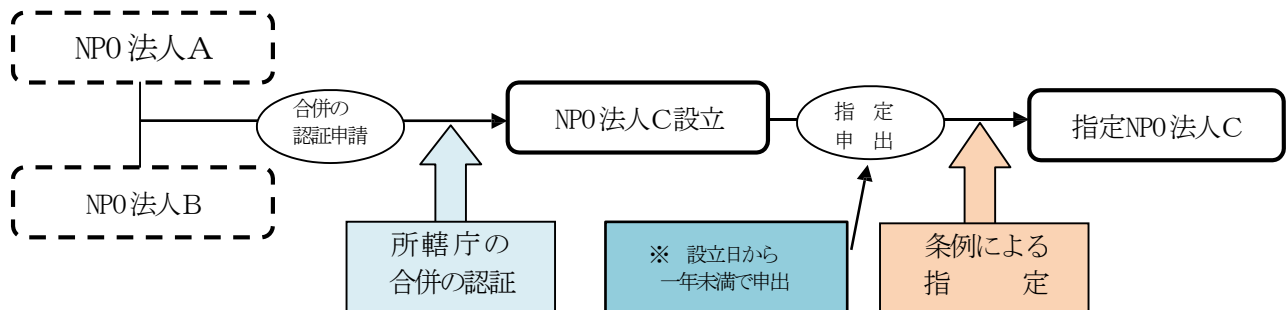 NPO法人A
NPO法人B
合併の
認証申請
NPO法人C設立
指 定
申 出
指定NPO法人C
所轄庁の
合併の認証
※ 設立日から
一年未満で申出
条例による
指 定